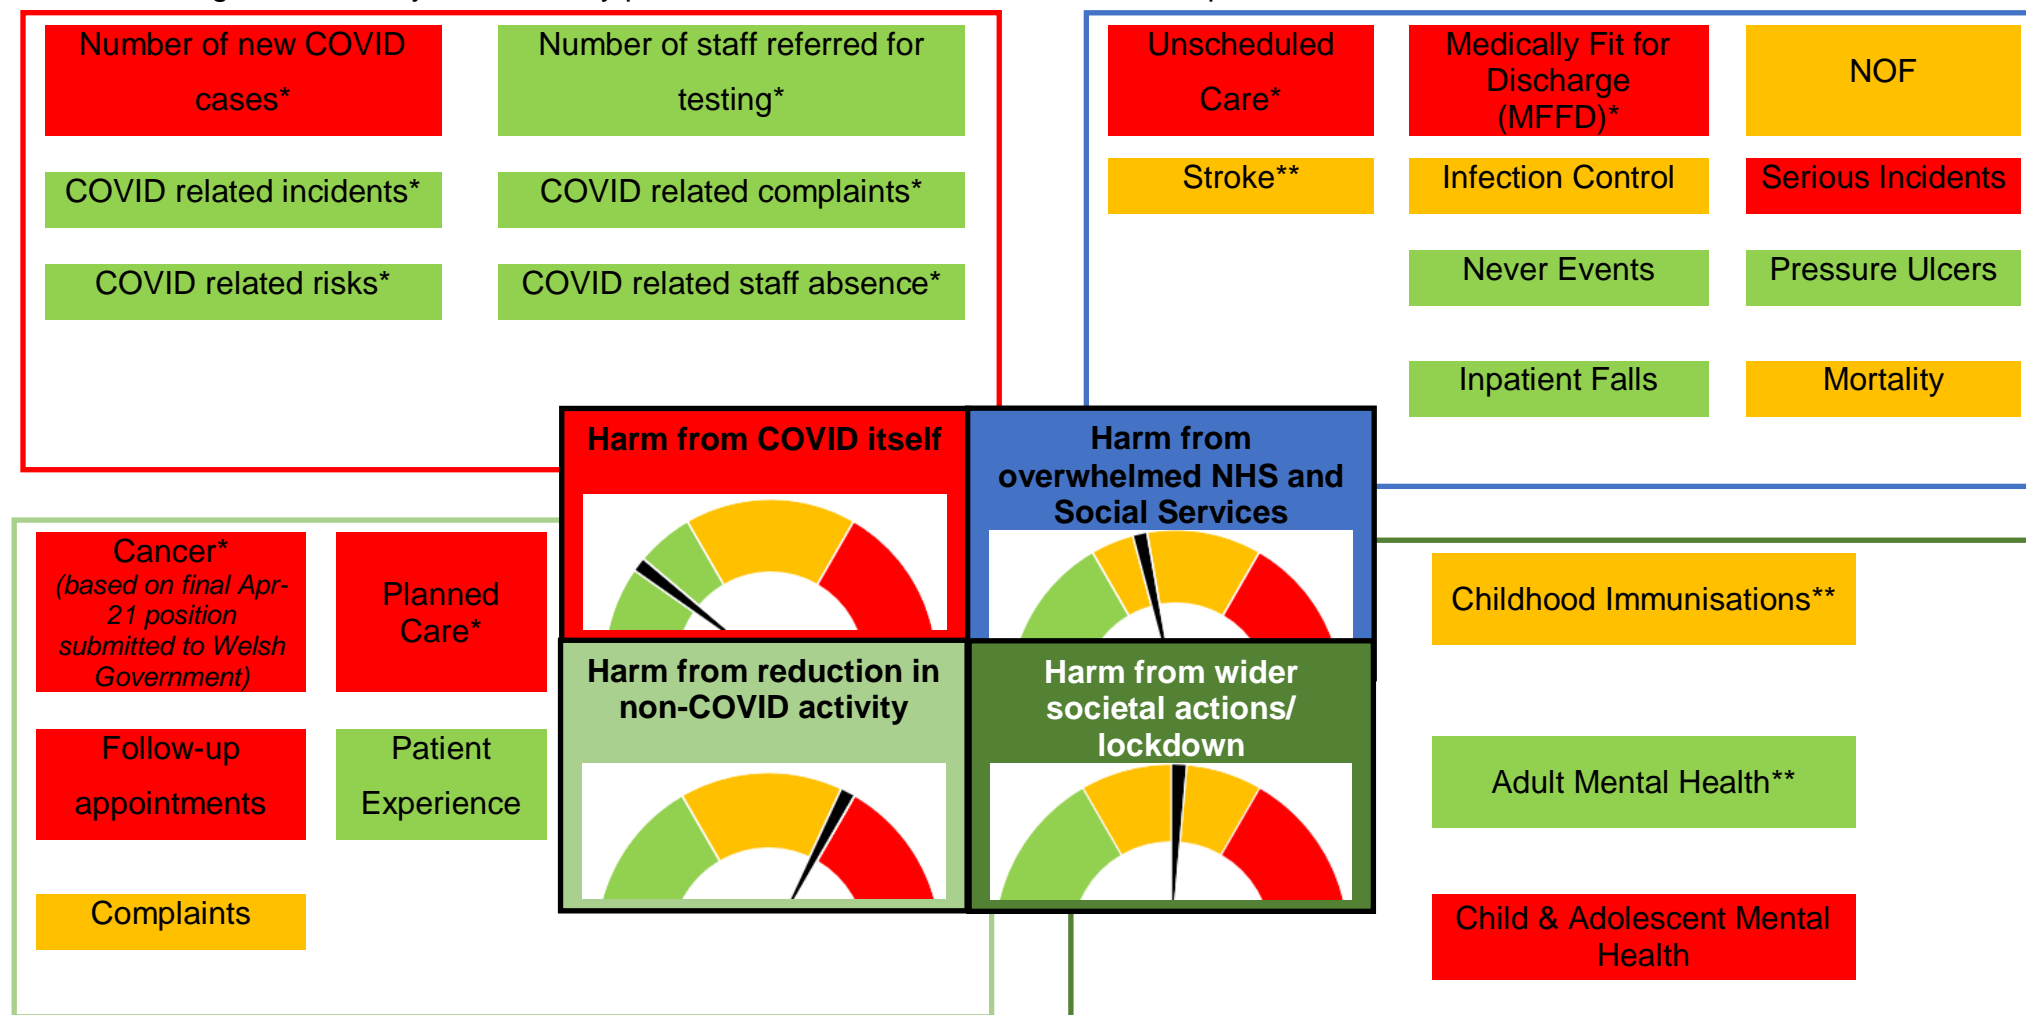 Number of new COVID
cases*
Number of staff referred for
testing*
COVID related incidents*
COVID related complaints*
COVID related risks*
COVID related staff absence*
Unscheduled
Care*
Medically Fit for
Discharge
(MFFD)*
NOF
Stroke**
Infection Control
Serious Incidents
Never Events
Pressure Ulcers
Inpatient Falls
Mortality
Harm from COVID itself
Harm from
overwhelmed NHS and
Social Services
Cancer*
(based on final Apr-
21 position
submitted to Welsh
Government)
Planned
Care*
Follow-up
appointments
Patient
Experience
Complaints
Harm from reduction in
non-COVID activity
Harm from wider
societal actions/
lockdown
Childhood Immunisations**
Adult Mental Health**
Child & Adolescent Mental
Health